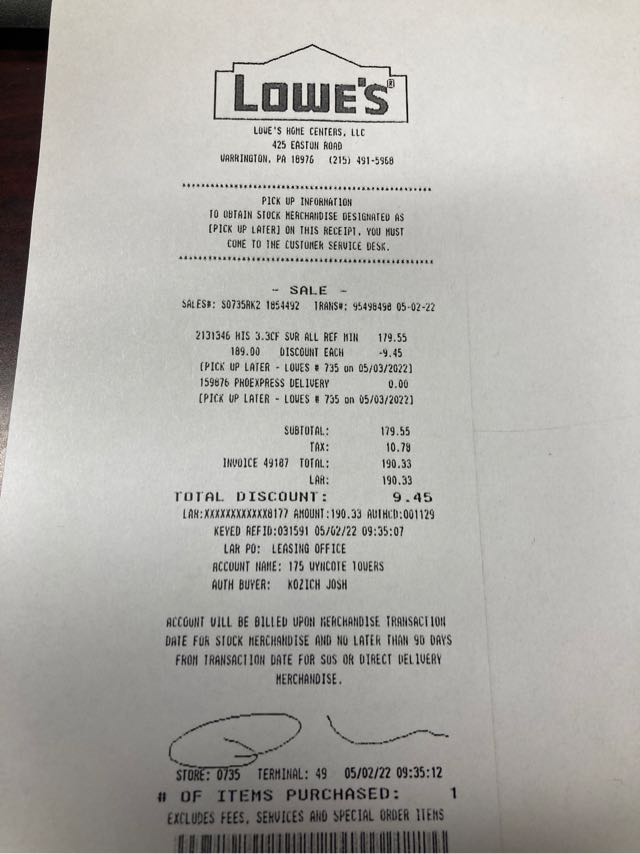 LOWE'S®
LOWE'S HOME CENTERS, LLC
425 EASTON ROAD
WARRINGTON, PA 18976 (215) 491-5968
PICK UP INFORMATION
TO OBTAIN STOCK MERCHANDISE DESIGNATED AS
[PICK UP LATER] ON THIS RECEIPT, YOU MUST
COME TO THE CUSTOMER SERVICE DESK.
- SALE -
SALES#: S0735RK2 1854492 TRANS#: 95498498 05-02-22
2131346 HIS 3.3CF SVR ALL REF MIN 179.55
189.00 DISCOUNT EACH -9.45
[PICK UP LATER - LOWES # 735 on 05/03/2022]
159876 PROEXPRESS DELIVERY 0.00
[PICK UP LATER - LOWES # 735 on 05/03/2022]
SUBTOTAL: 179.55
TAX: 10.78
INVOICE 49187 TOTAL: 190.33
LAR: 190.33
TOTAL DISCOUNT: 9.45
LAR:XXXXXXXXXXXX8177 AMOUNT:190.33 AUTHCD:001129
KEYED REFID:031591 05/02/22 09:35:07
LAR PO: LEASING OFFICE
ACCOUNT NAME: 175 WYNCOTE TOWERS
AUTH BUYER: KOZICH JOSH
ACCOUNT WILL BE BILLED UPON MERCHANDISE TRANSACTION
DATE FOR STOCK MERCHANDISE AND NO LATER THAN 90 DAYS
FROM TRANSACTION DATE FOR SOS OR DIRECT DELIVERY
MERCHANDISE.
STORE: 0735 TERMINAL: 49 05/02/22 09:35:12
# OF ITEMS PURCHASED: 1
EXCLUDES FEES, SERVICES AND SPECIAL ORDER ITEMS